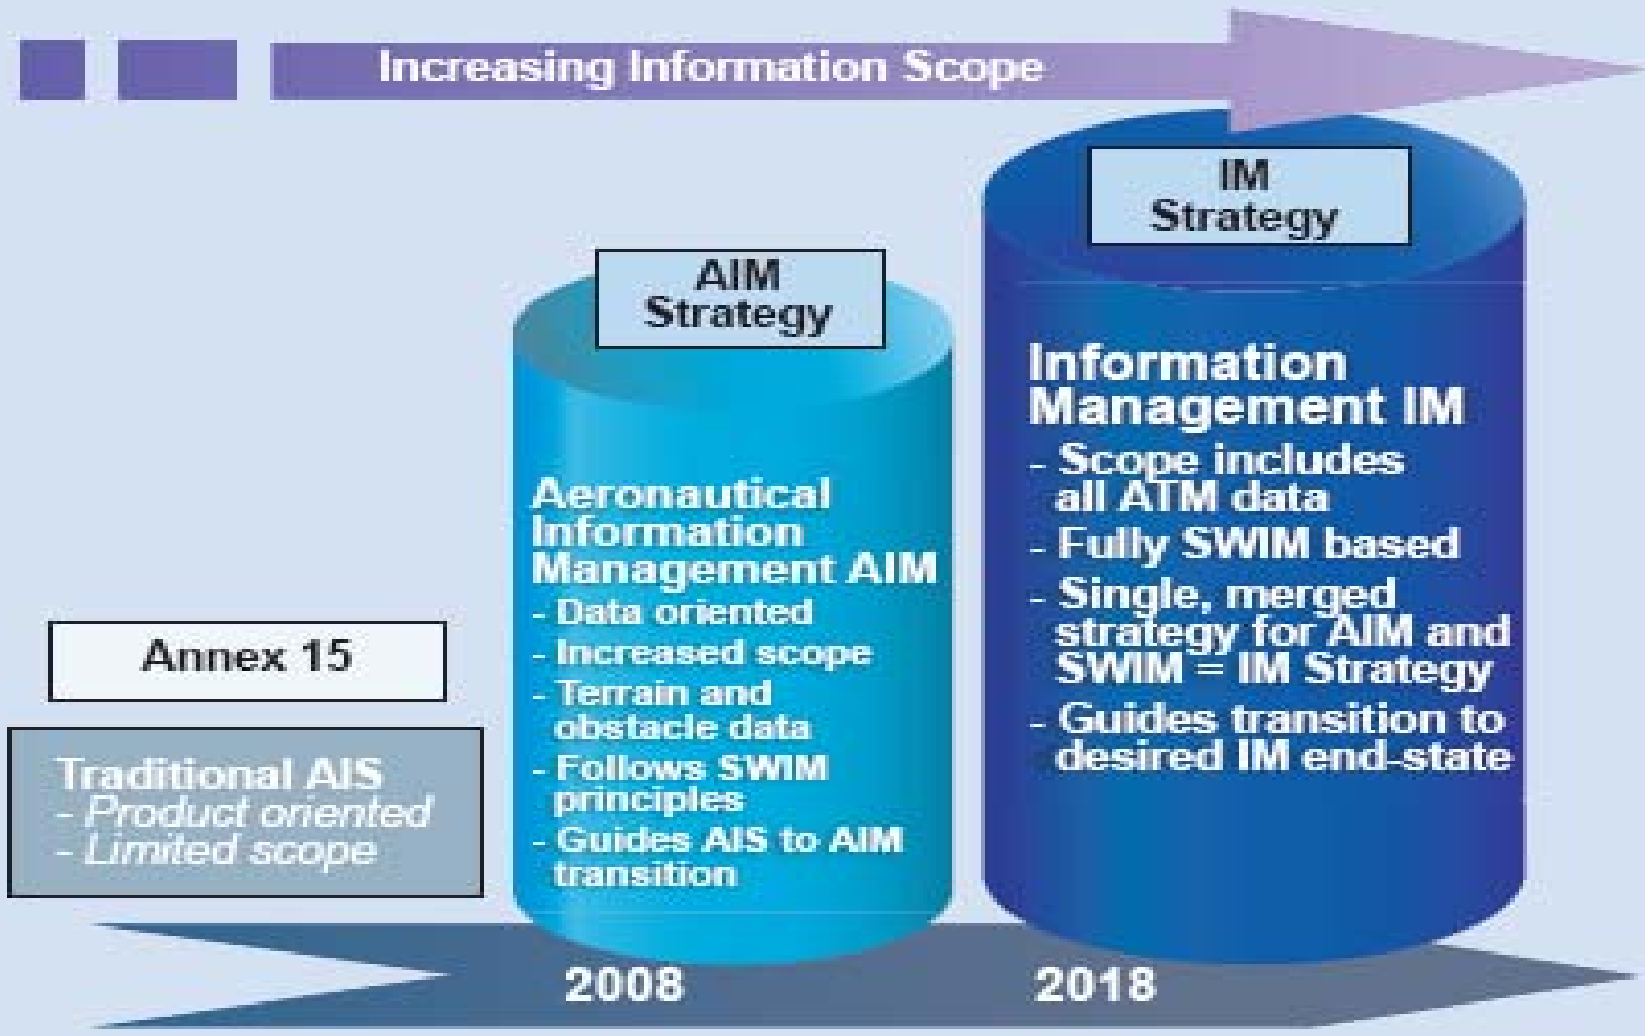 Increasing Information Scope
IM
Strategy
AIM
Strategy
Information
Management IM
- Scope includes
all ATM data
- Fully SWIM based
- Single, merged
strategy for AIM and
SWIM = IM Strategy
- Guides transition to
desired IM end-state
Aeronautical
Information
Management AIM
- Data oriented
- Increased scope
- Terrain and
obstacle data
- Follows SWIM
principles
- Guides AIS to AIM
transition
Annex 15
Traditional AIS
- Product oriented
- Limited scope
2008
2018